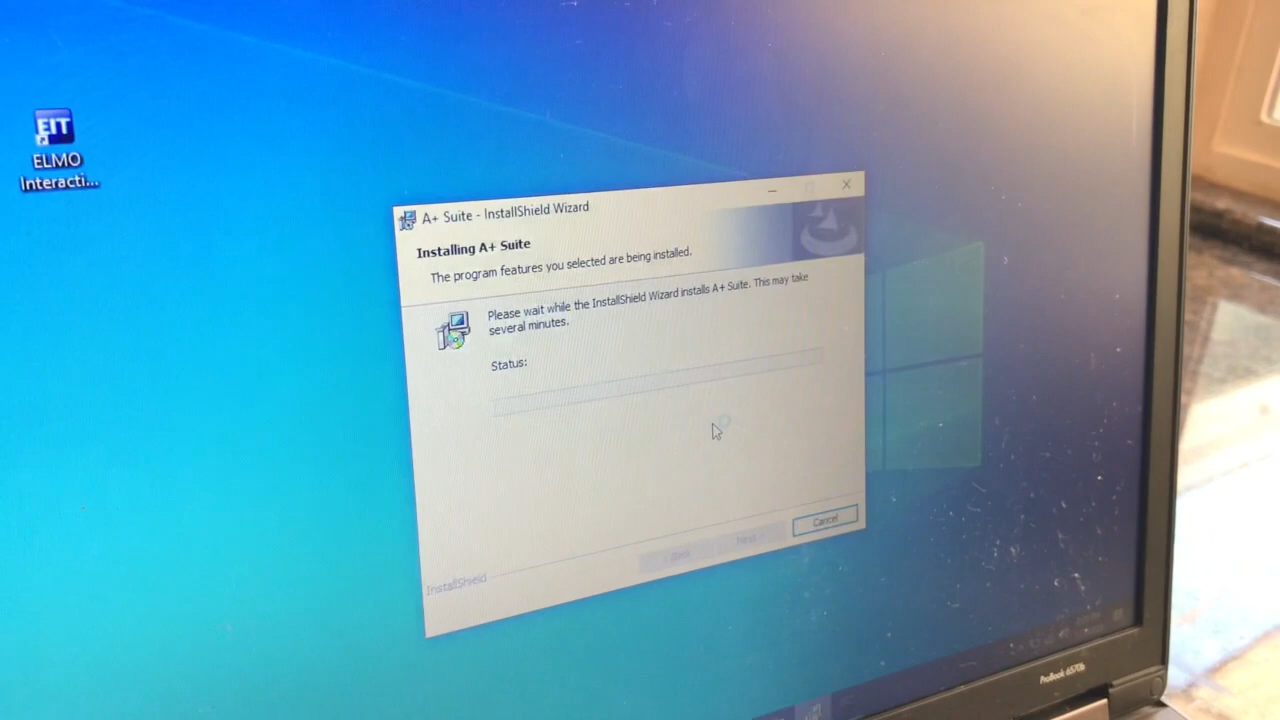 EIT
ELMO
Interacti...
A+ Suite - InstallShield Wizard
Installing A+ Suite
The program features you selected are being installed.
Please wait while the InstallShield Wizard installs A+ Suite. This may take
several minutes.
Status:
InstallShield
Cancel
ProBook 6570b